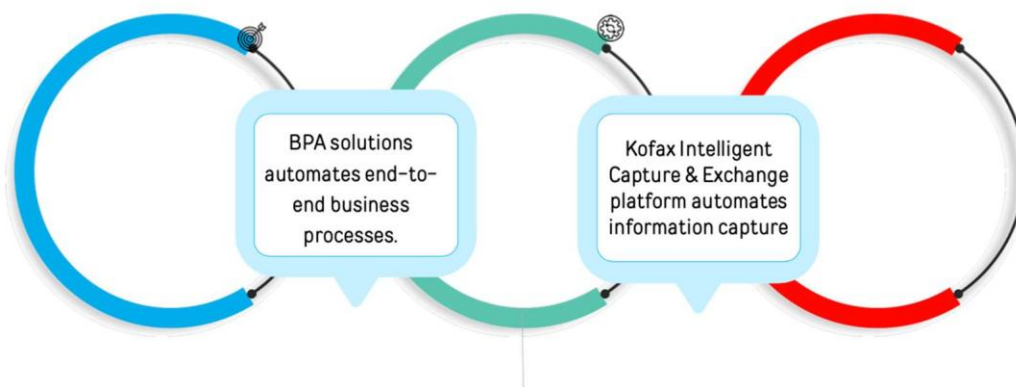 BPA solutions
automates end-to-
end business
processes.
Kofax Intelligent
Capture & Exchange
platform automates
information capture